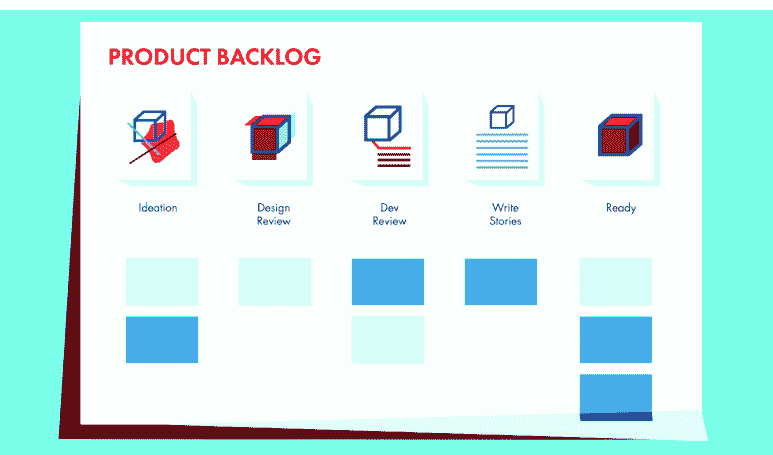 PRODUCT BACKLOG
Ideation
Design
Review
Dev
Review
Write
Stories
Ready